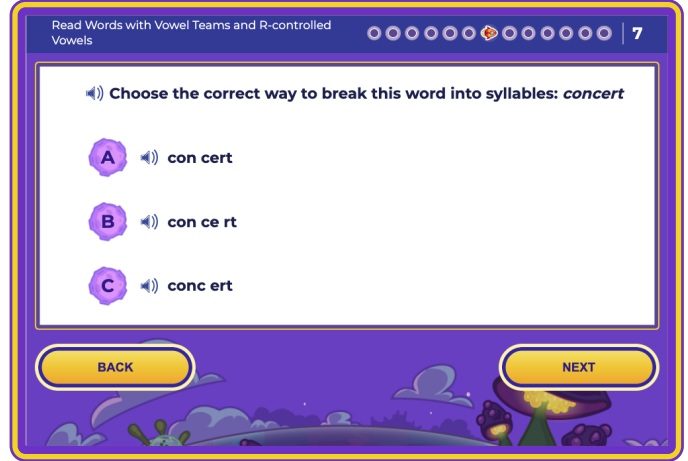 Read Words with Vowel Teams and R-controlled
Vowels
7
Choose the correct way to break this word into syllables: concert
A con cert
B con ce rt
C conc ert
BACK
NEXT